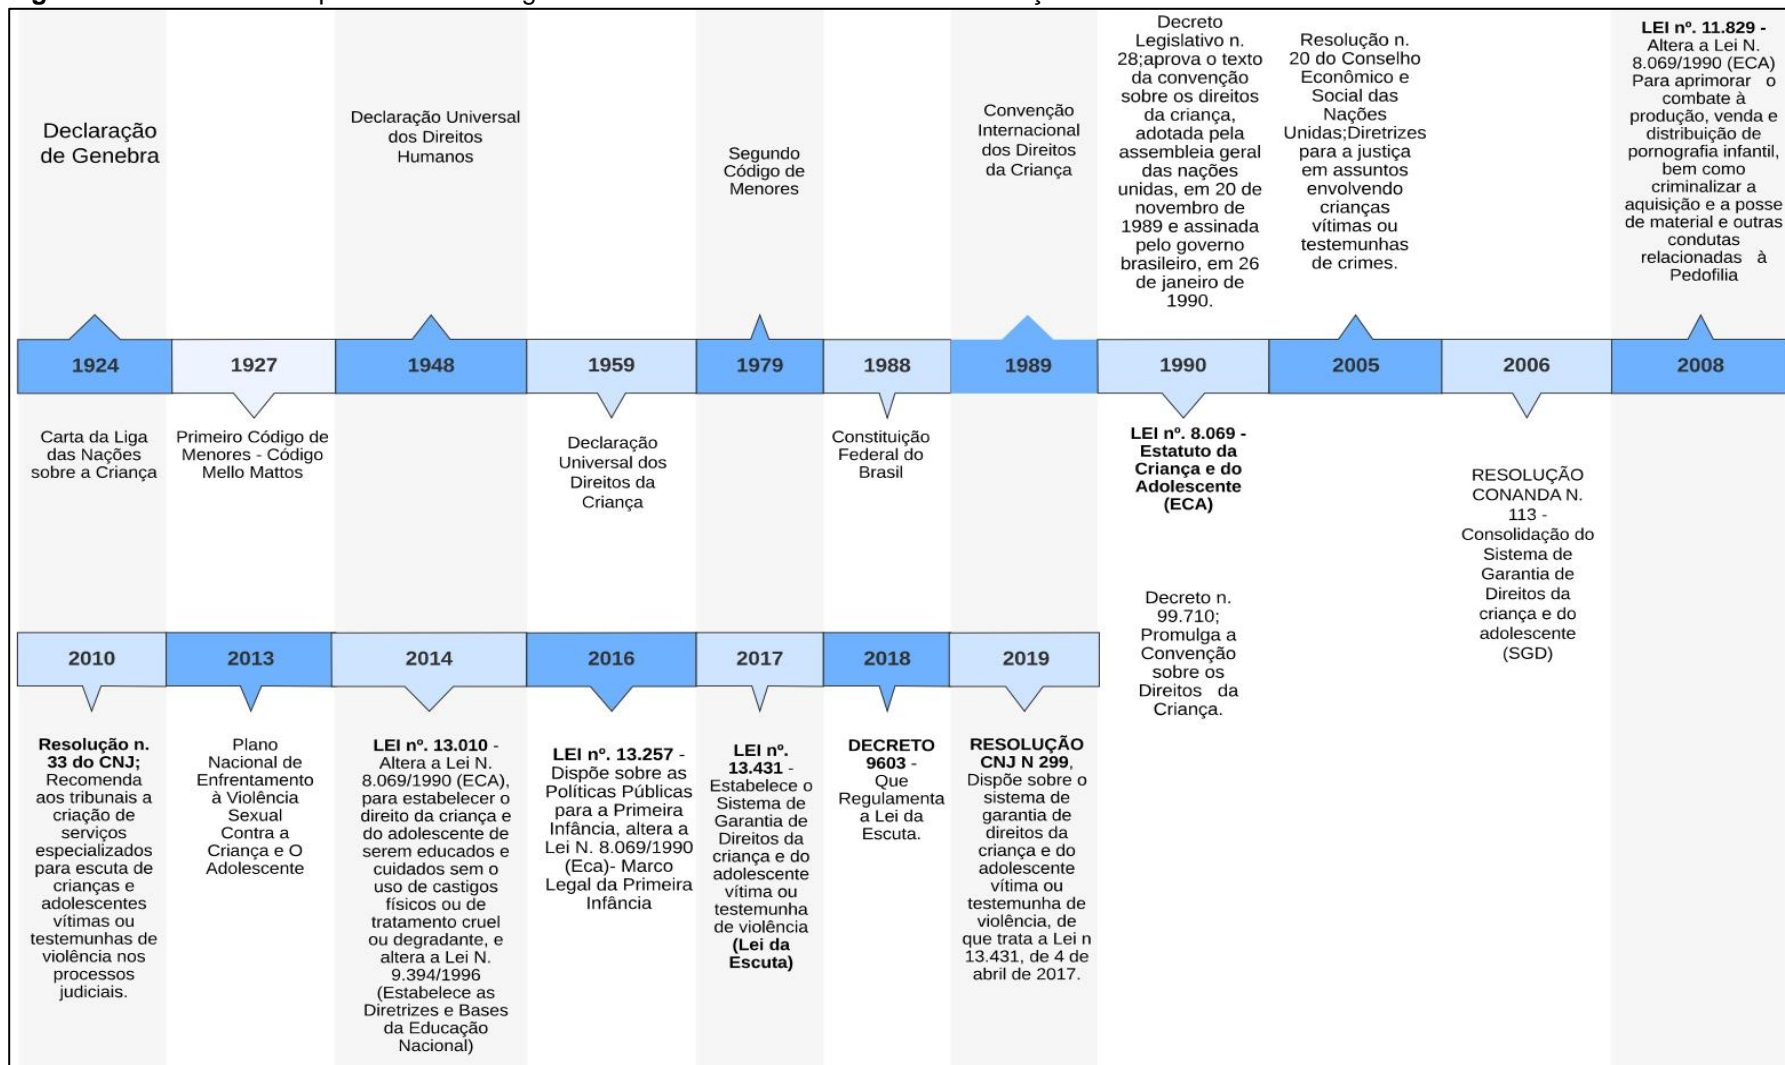 Declaração
de Genebra
Declaração Universal
dos Direitos
Humanos
Segundo
Código de
Menores
Convenção
Internacional
dos Direitos
da Criança
Decreto
Legislativo n.
28;aprova o texto
da convenção
sobre os direitos
da criança,
adotada pela
assembleia geral
das nações
unidas, em 20 de
novembro de
1989 e assinada
pelo governo
brasileiro, em 26
de janeiro de
1990.
Resolução n.
20 do Conselho
Econômico e
Social das
Nações
Unidas;Diretrizes
para a justiça
em assuntos
envolvendo
crianças
vítimas ou
testemunhas
de crimes.
LEI nº. 11.829 -
Altera a Lei N.
8.069/1990 (ECA)
Para aprimorar o
combate à
produção, venda e
distribuição de
pornografia infantil,
bem como
criminalizar a
aquisição e a posse
de material e outras
condutas
relacionadas à
Pedofilia
1924
1927
1948
1959
1979
1988
1989
1990
2005
2006
2008
Carta da Liga
das Nações
sobre a Criança
Primeiro Código de
Menores - Código
Mello Mattos
Declaração
Universal dos
Direitos da
Criança
Constituição
Federal do
Brasil
LEI nº. 8.069 -
Estatuto da
Criança e do
Adolescente
(ECA)
Decreto n.
99.710;
Promulga a
Convenção
sobre os
Direitos da
Criança.
RESOLUÇÃO
CONANDA N.
113 -
Consolidação do
Sistema de
Garantia de
Direitos da
criança e do
adolescente
(SGD)
2010
2013
2014
2016
2017
2018
2019
Resolução n.
33 do CNJ;
Recomenda
aos tribunais a
criação de
serviços
especializados
para escuta de
crianças e
adolescentes
vítimas ou
testemunhas de
violência nos
processos
judiciais.
Plano
Nacional de
Enfrentamento
à Violência
Sexual
Contra a
Criança e O
Adolescente
LEI nº. 13.010 -
Altera a Lei N.
8.069/1990 (ECA),
para estabelecer o
direito da criança e
do adolescente de
serem educados e
cuidados sem o
uso de castigos
físicos ou de
tratamento cruel
ou degradante, e
altera a Lei N.
9.394/1996
(Estabelece as
Diretrizes e Bases
da Educação
Nacional)
LEI nº. 13.257 -
Dispõe sobre as
Políticas Públicas
para a Primeira
Infância, altera a
Lei N. 8.069/1990
(Eca)- Marco
Legal da Primeira
Infância
LEI nº.
13.431 -
Estabelece o
Sistema de
Garantia de
Direitos da
criança e do
adolescente
vítima ou
testemunha
de violência
(Lei da
Escuta)
DECRETO
9603 -
Que
Regulamenta
a Lei da
Escuta.
RESOLUÇÃO
CNJ N 299,
Dispõe sobre o
sistema de
garantia de
direitos da
criança e do
adolescente
vítima ou
testemunha de
violência, de
que trata a Lei n
13.431, de 4 de
abril de 2017.